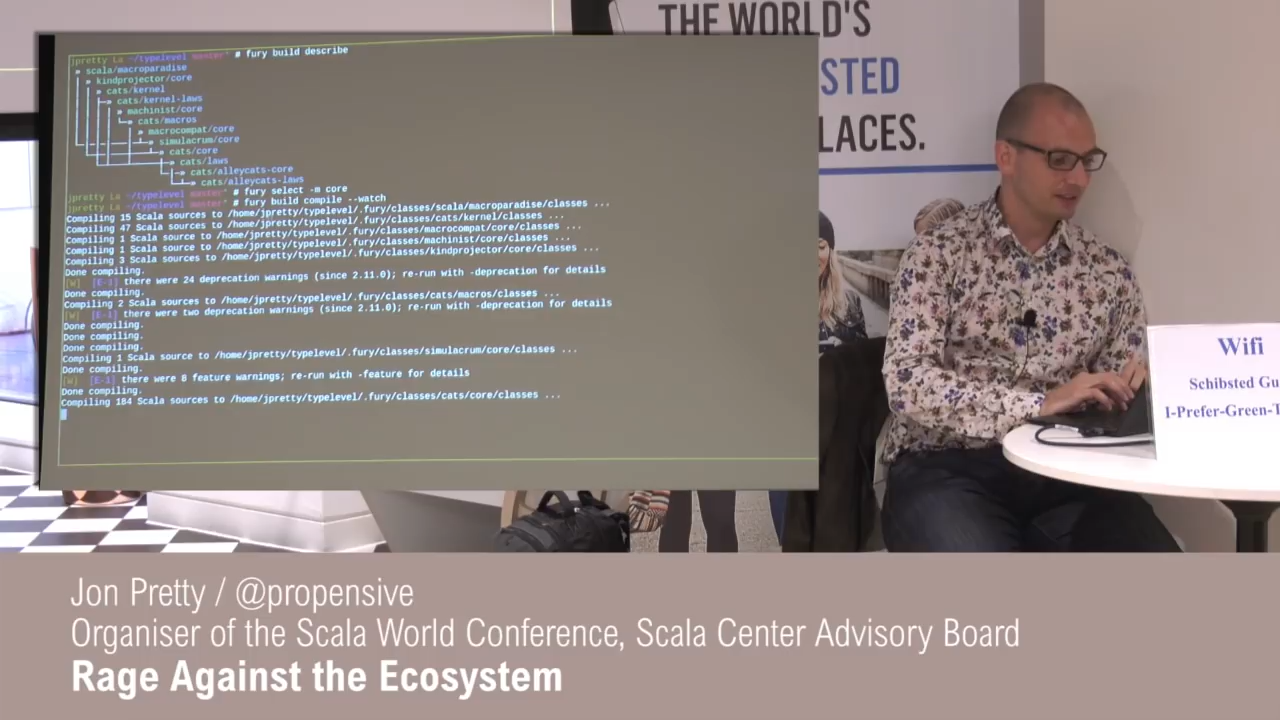 THE WORLD'S
STED
LACES.
jpretty La ~/typelevel master* # fury build describe
» scala/macroparadise
» kindprojector/core
» cats/kernel
» cats/kernel-laws
» machinist/core
» cats/macros
» macrocompat/core
» simulacrum/core
» cats/core
» cats/laws
» cats/alleycats-core
» cats/alleycats-laws
jpretty La ~/typelevel master* # fury select -m core
jpretty La ~/typelevel master* # fury build compile --watch
Compiling 15 Scala sources to /home/jpretty/typelevel/.fury/classes/scala/macroparadise/classes ...
Compiling 47 Scala sources to /home/jpretty/typelevel/.fury/classes/cats/kernel/classes ...
Compiling 1 Scala source to /home/jpretty/typelevel/.fury/classes/macrocompat/core/classes ...
Compiling 1 Scala source to /home/jpretty/typelevel/.fury/classes/machinist/core/classes ...
Compiling 3 Scala sources to /home/jpretty/typelevel/.fury/classes/kindprojector/core/classes ...
Done compiling.
[W] [E-1] there were 24 deprecation warnings (since 2.11.0); re-run with -deprecation for details
Done compiling.
Compiling 2 Scala sources to /home/jpretty/typelevel/.fury/classes/cats/macros/classes ...
[W] [E-1] there were two deprecation warnings (since 2.11.0); re-run with -deprecation for details
Done compiling.
Done compiling.
Done compiling.
Compiling 1 Scala source to /home/jpretty/typelevel/.fury/classes/simulacrum/core/classes ...
Done compiling.
[W] [E-1] there were 8 feature warnings; re-run with -feature for details
Done compiling.
Compiling 184 Scala sources to /home/jpretty/typelevel/.fury/classes/cats/core/classes ...
Wifi
Schibsted Gu
I-Prefer-Green-T
Jon Pretty / @propensive
Organiser of the Scala World Conference, Scala Center Advisory Board
Rage Against the Ecosystem